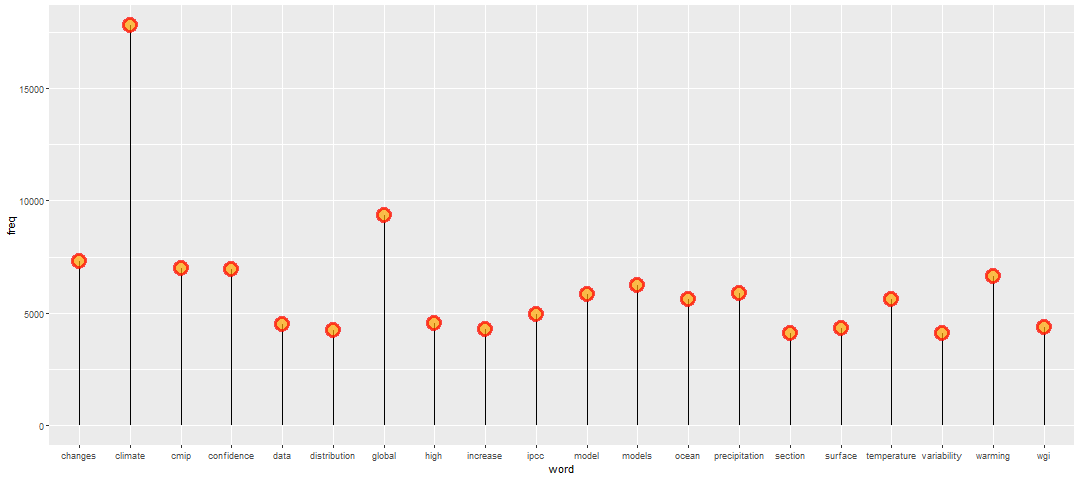 freq
15000
10000
5000
0
changes climate cmip confidence data distribution global high increase ipcc model models ocean precipitation section surface temperature variability warming wgi
word